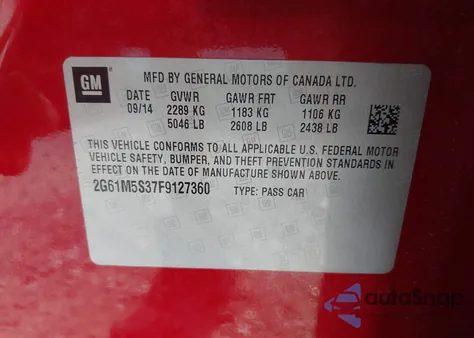 GM
MFD BY GENERAL MOTORS OF CANADA LTD.
DATE GVWR GAWR FRT GAWR RR
09/14 2289 KG 1183 KG 1106 KG
5046 LB 2608 LB 2438 LB
THIS VEHICLE CONFORMS TO ALL APPLICABLE U.S. FEDERAL MOTOR
VEHICLE SAFETY, BUMPER, AND THEFT PREVENTION STANDARDS IN
EFFECT ON THE DATE OF MANUFACTURE SHOWN ABOVE.
2G61M5S37F9127360 TYPE: PASS CAR
autoSnap